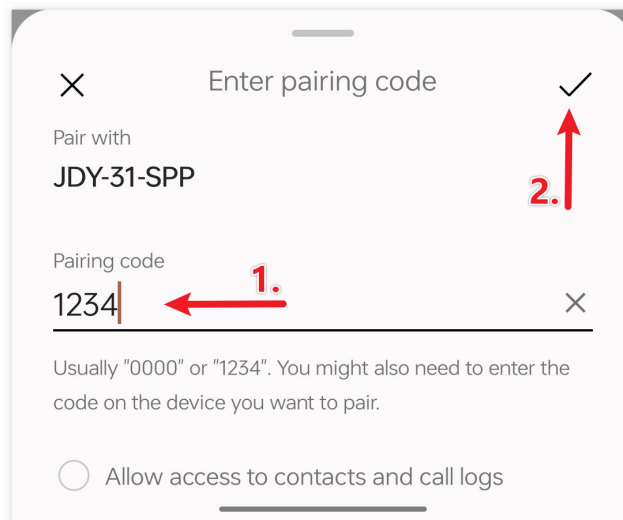 Enter pairing code
Pair with
JDY-31-SPP
2.
Pairing code
1.
1234
Usually "0000" or "1234". You might also need to enter the
code on the device you want to pair.
Allow access to contacts and call logs